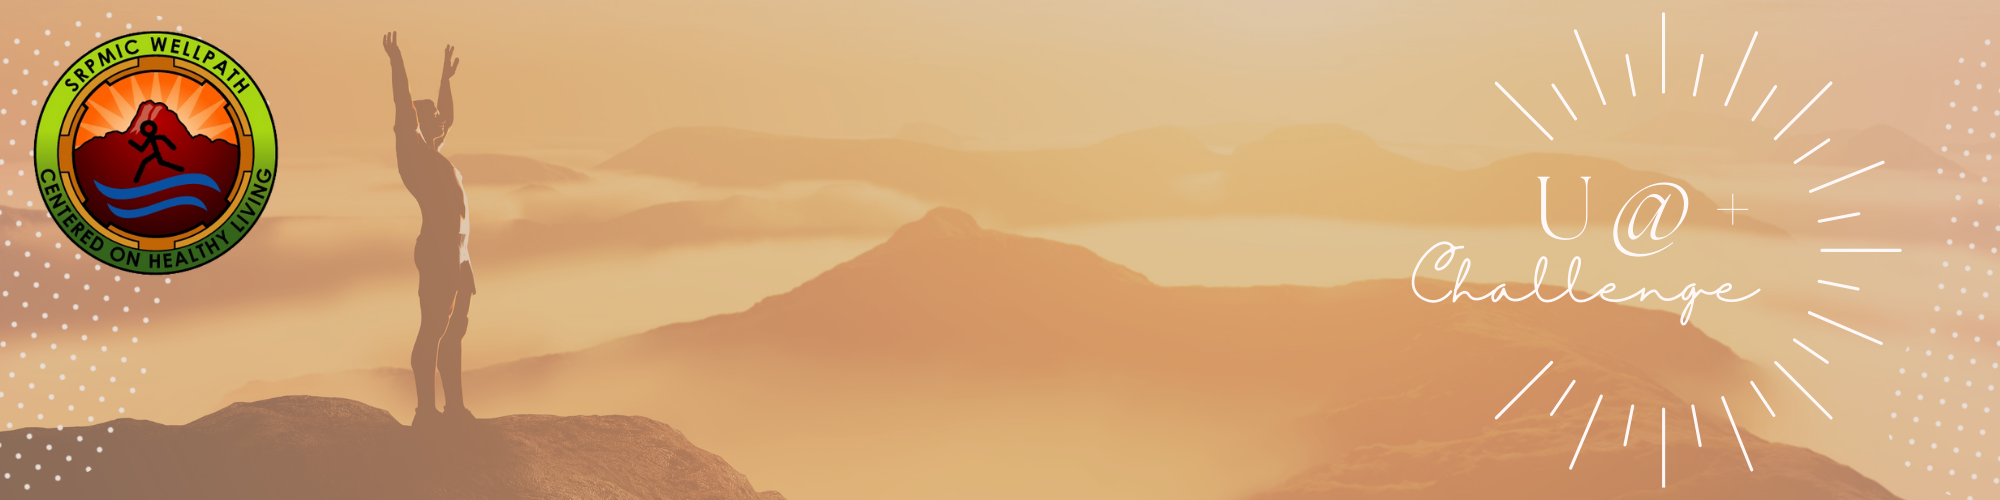 SRPMIC WELLPATH
CENTERED ON HEALTHY LIVING
U @ +
Challenge